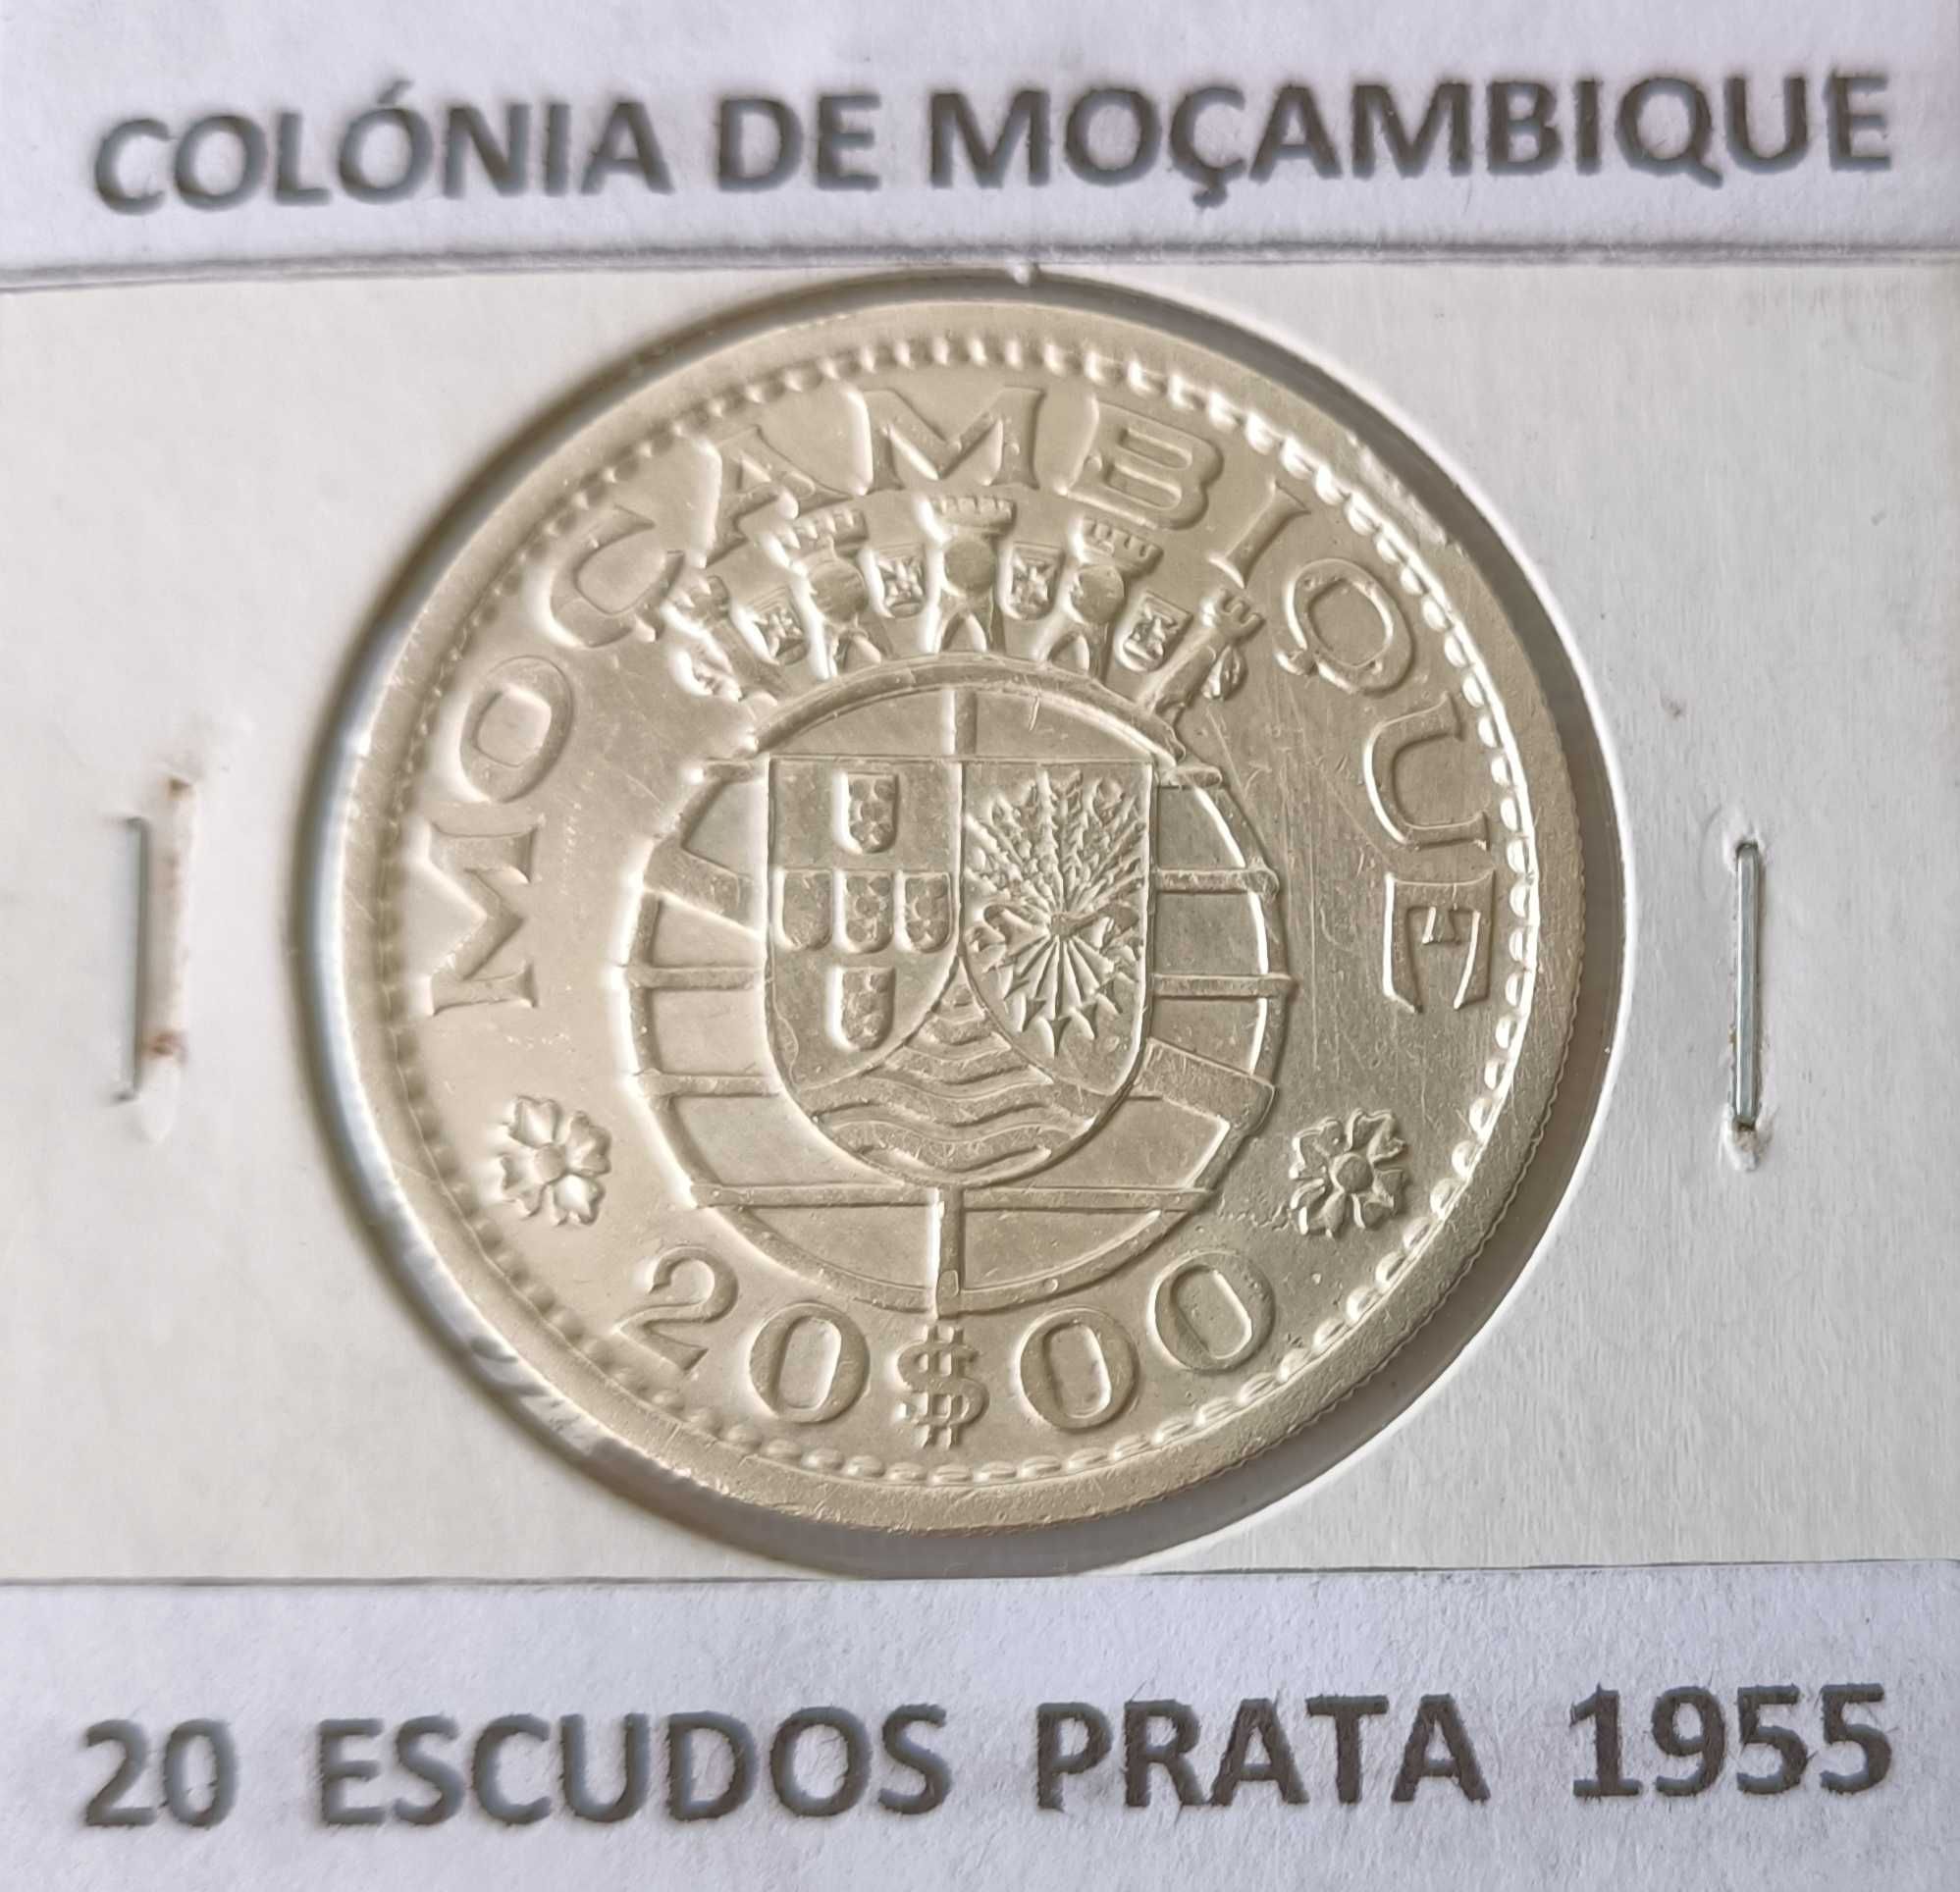 COLÓNIA DE MOÇAMBIQUE
MOÇAMBIQUE
20$00
20 ESCUDOS PRATA 1955